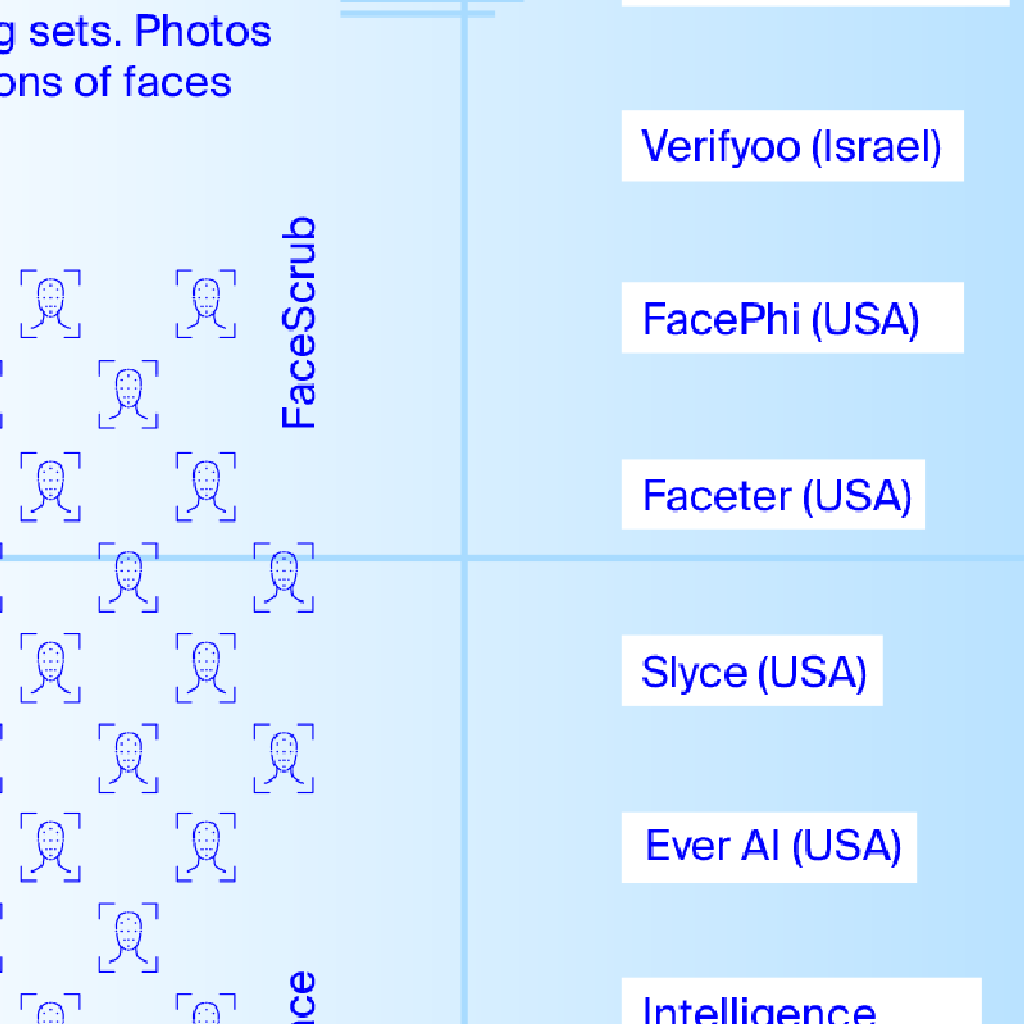 g sets. Photos
ons of faces
FaceScrub
nce
Verifyoo (Israel)
FacePhi (USA)
Faceter (USA)
Slyce (USA)
Ever AI (USA)
Intelligence